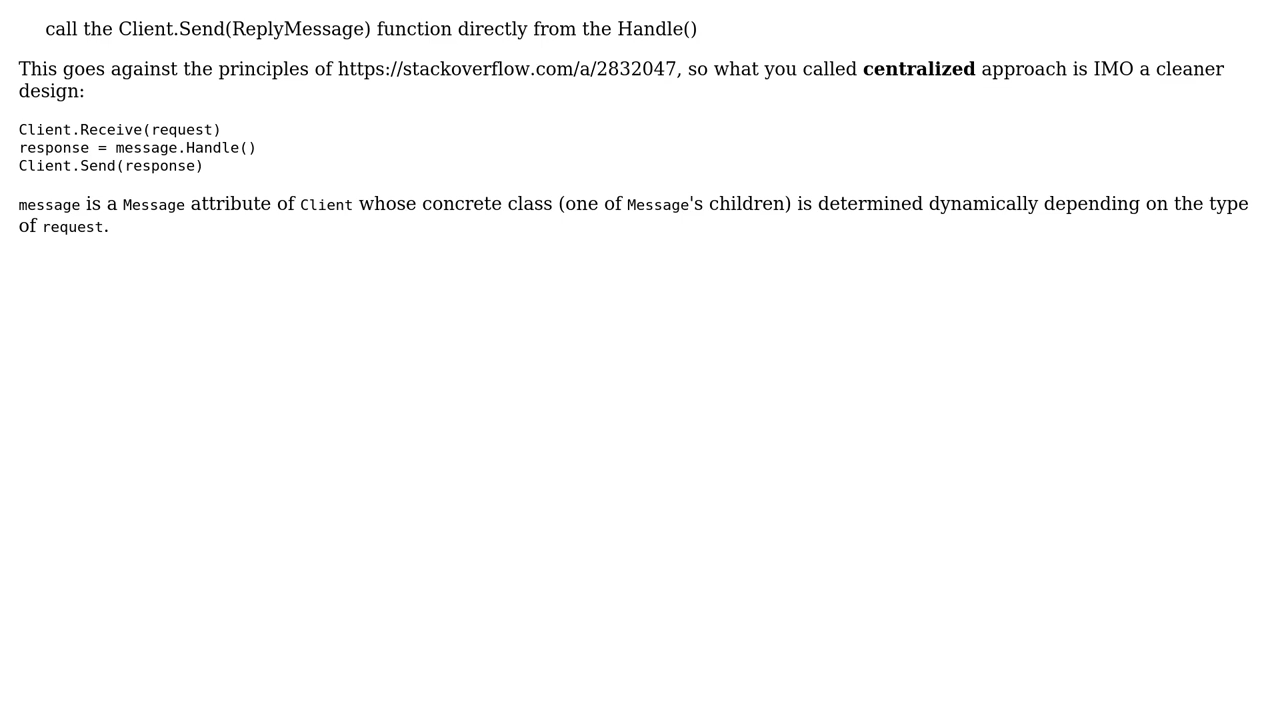 call the Client.Send(ReplyMessage) function directly from the Handle()
This goes against the principles of https://stackoverflow.com/a/2832047, so what you called centralized approach is IMO a cleaner
design:
Client.Receive(request)
response = message.Handle()
Client.Send(response)
message is a Message attribute of Client whose concrete class (one of Message's children) is determined dynamically depending on the type
of request.